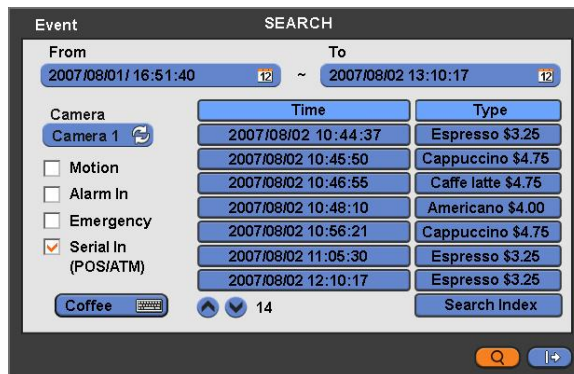 Event SEARCH
From To
2007/08/01/ 16:51:40 12 ~ 2007/08/02 13:10:17 12
Camera Time Type
Camera 1 2007/08/02 10:44:37 Espresso $3.25
2007/08/02 10:45:50 Cappuccino $4.75
Motion 2007/08/02 10:46:55 Caffe latte $4.75
Alarm In 2007/08/02 10:48:10 Americano $4.00
Emergency 2007/08/02 10:56:21 Cappuccino $4.75
Serial In 2007/08/02 11:05:30 Espresso $3.25
(POS/ATM) 2007/08/02 12:10:17 Espresso $3.25
Coffee 14 Search Index